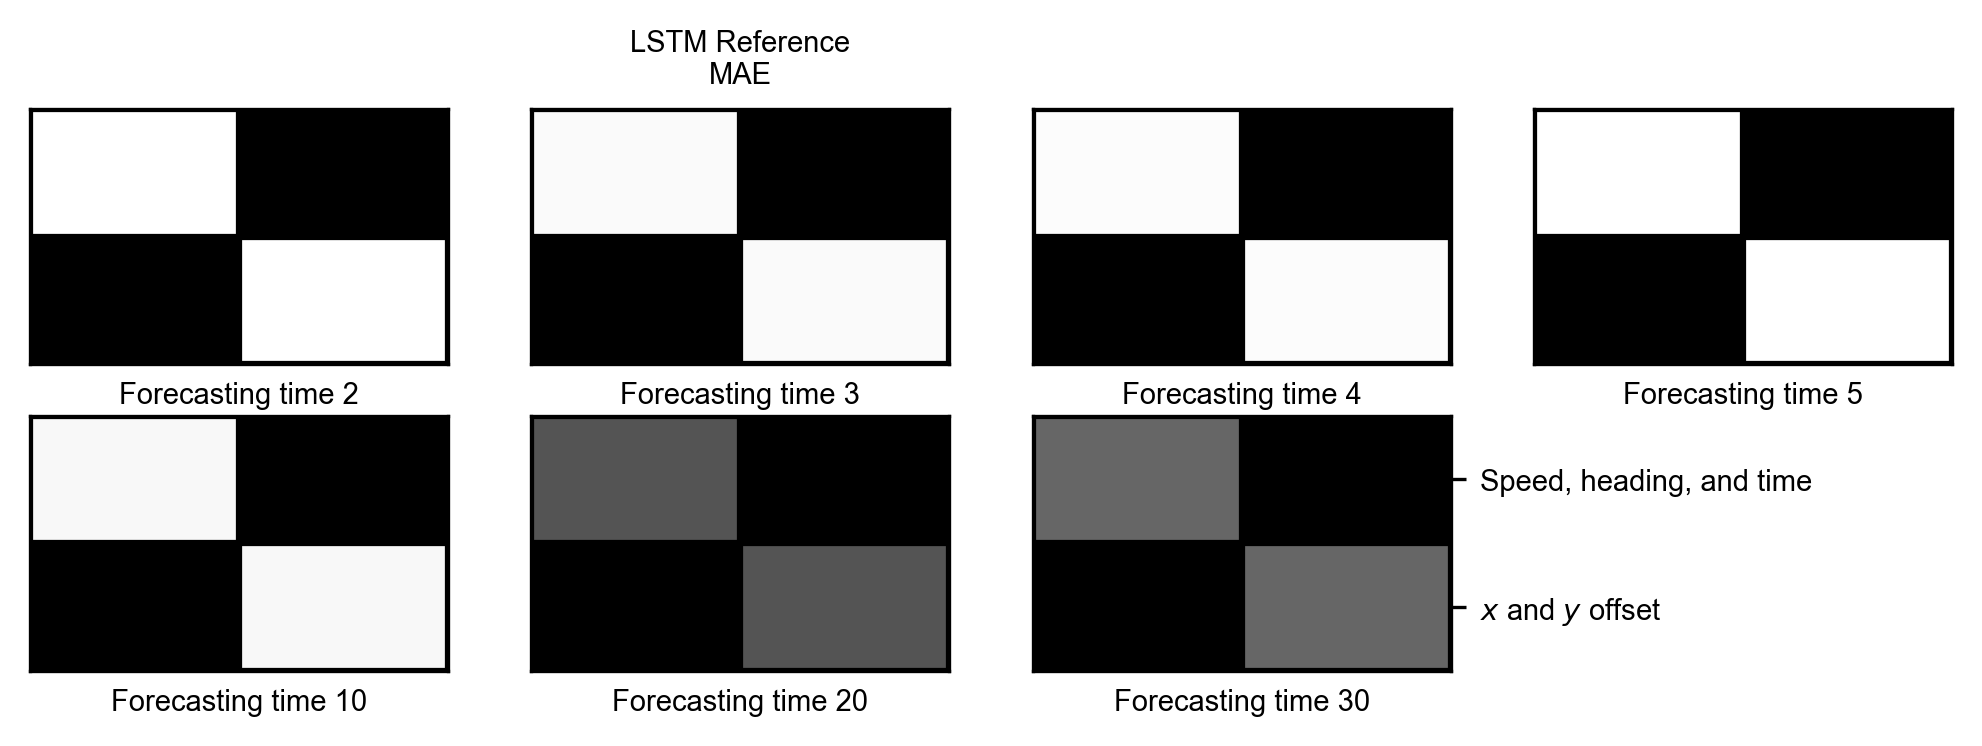 LSTM Reference
MAE
Forecasting time 2
Forecasting time 3
Forecasting time 4
Forecasting time 5
Speed, heading, and time
x and y offset
Forecasting time 10
Forecasting time 20
Forecasting time 30